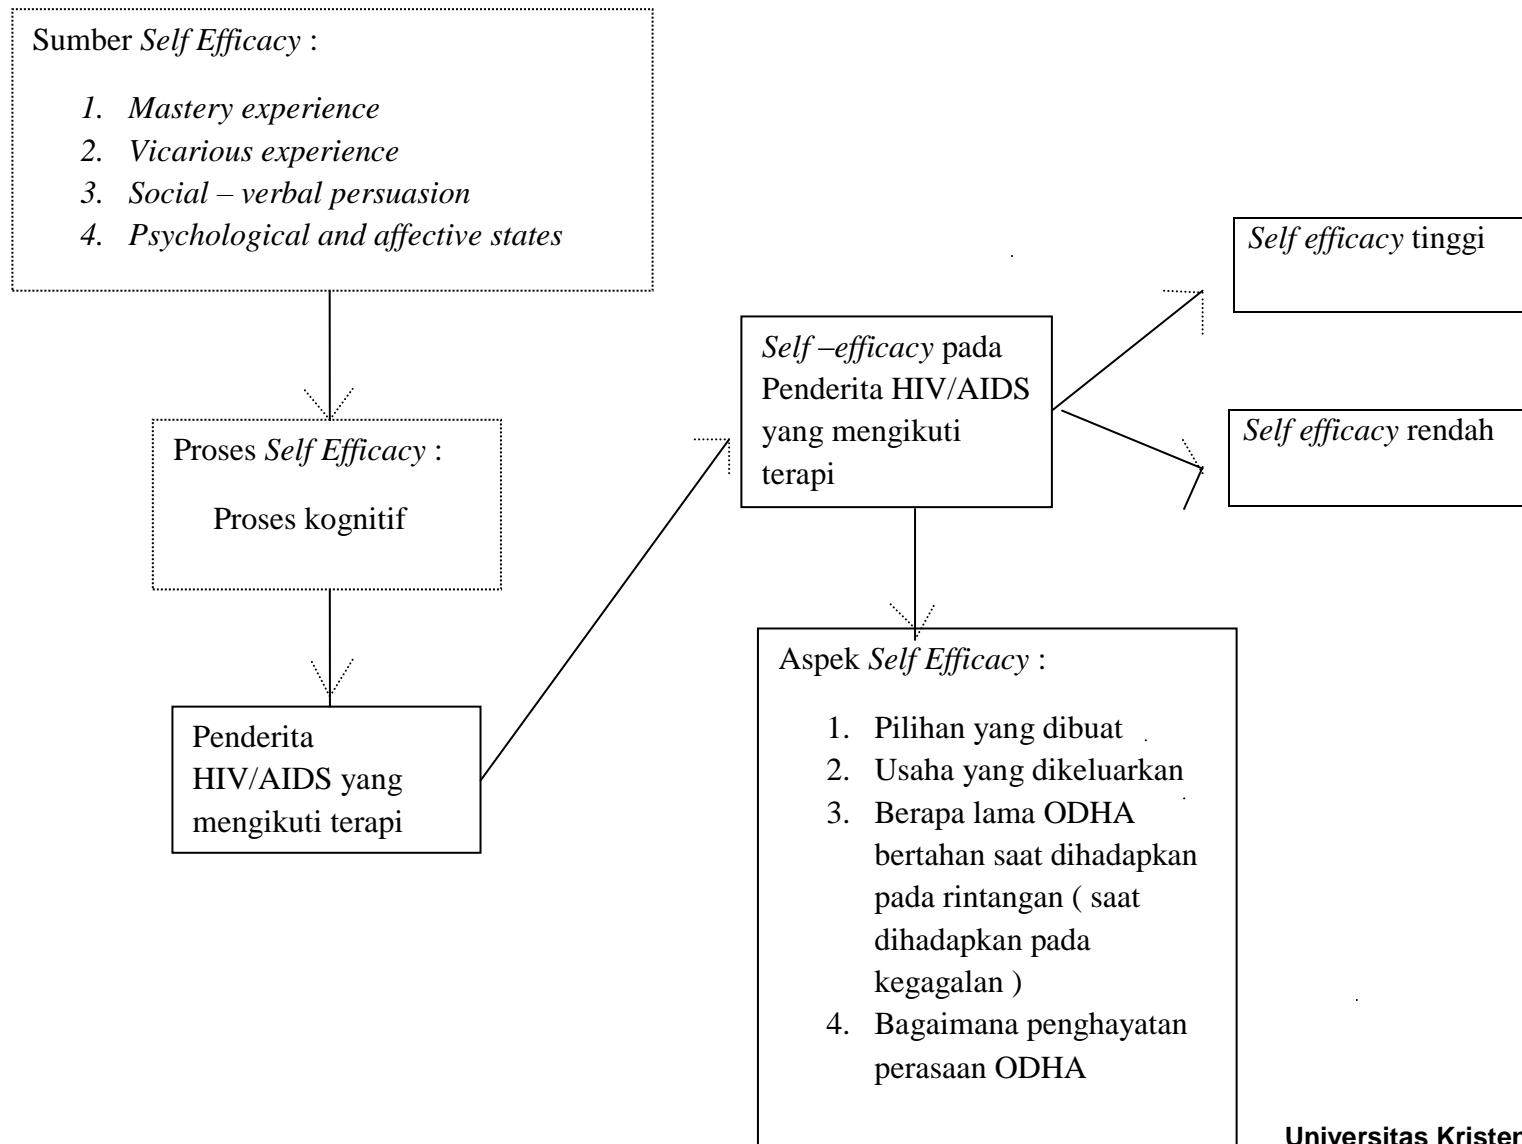 Sumber Self Efficacy :
1. Mastery experience
2. Vicarious experience
3. Social – verbal persuasion
4. Psychological and affective states
Proses Self Efficacy :
Proses kognitif
Penderita
HIV/AIDS yang
mengikuti terapi
Self –efficacy pada
Penderita HIV/AIDS
yang mengikuti
terapi
Self efficacy tinggi
Self efficacy rendah
Aspek Self Efficacy :
1. Pilihan yang dibuat
2. Usaha yang dikeluarkan
3. Berapa lama ODHA
bertahan saat dihadapkan
pada rintangan ( saat
dihadapkan pada
kegagalan )
4. Bagaimana penghayatan
perasaan ODHA
Universitas Kristen